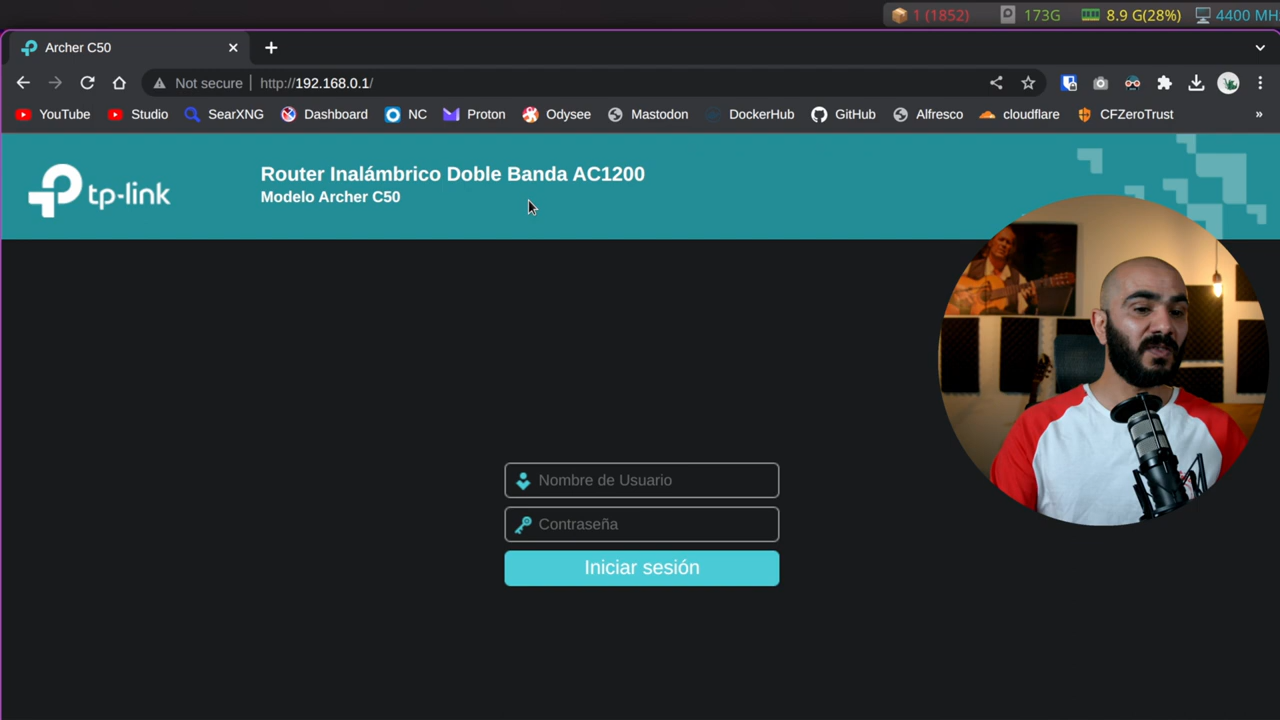 1 (1852) 173G 8.9 G(28%) 4400 MH
Archer C50
Not secure http://192.168.0.1/
YouTube Studio SearXNG Dashboard NC Proton Odysee Mastodon DockerHub GitHub Alfresco cloudflare CFZeroTrust »
tp-link
Router Inalámbrico Doble Banda AC1200
Modelo Archer C50
Nombre de Usuario
Contraseña
Iniciar sesión